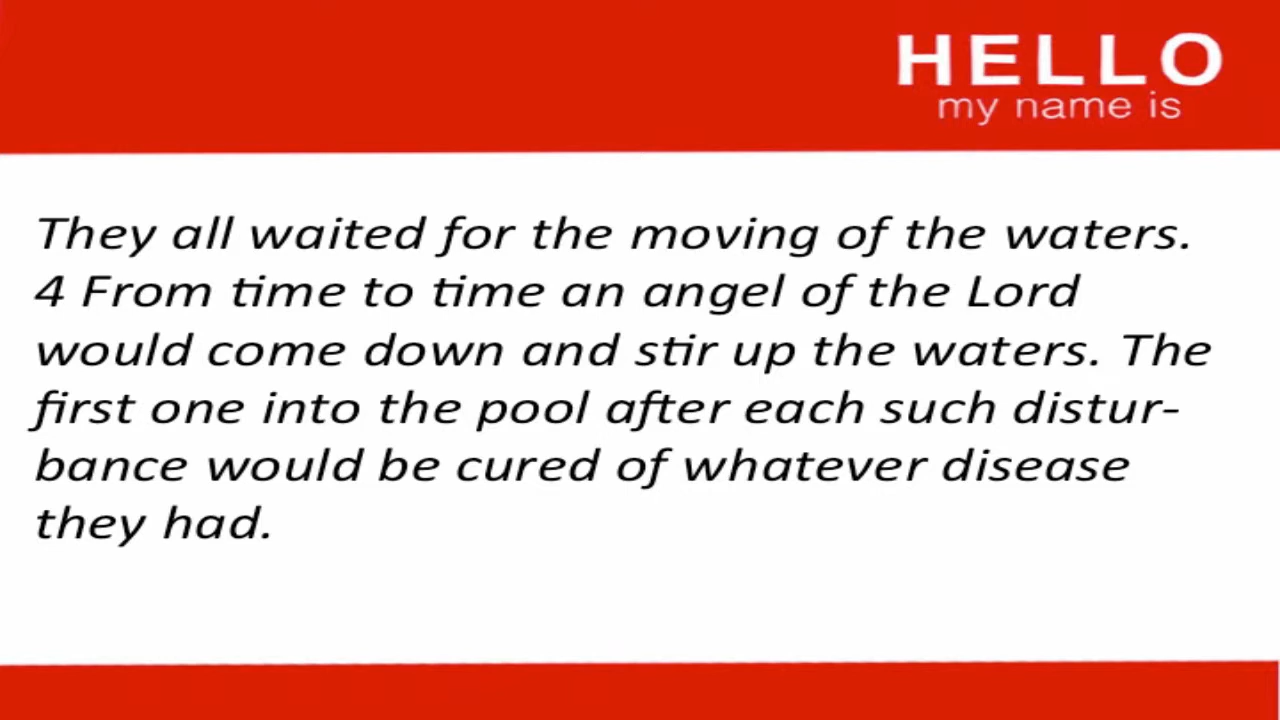 HELLO
my name is
They all waited for the moving of the waters.
4 From time to time an angel of the Lord
would come down and stir up the waters. The
first one into the pool after each such distur-
bance would be cured of whatever disease
they had.